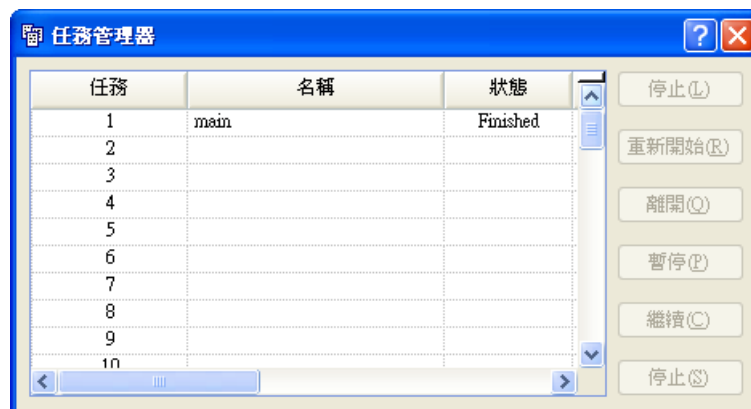 任務管理器
任務 名稱 狀態
1 main Finished
2
3
4
5
6
7
8
9
10
停止(L)
重新開始(R)
離開(Q)
暫停(P)
繼續(C)
停止(S)